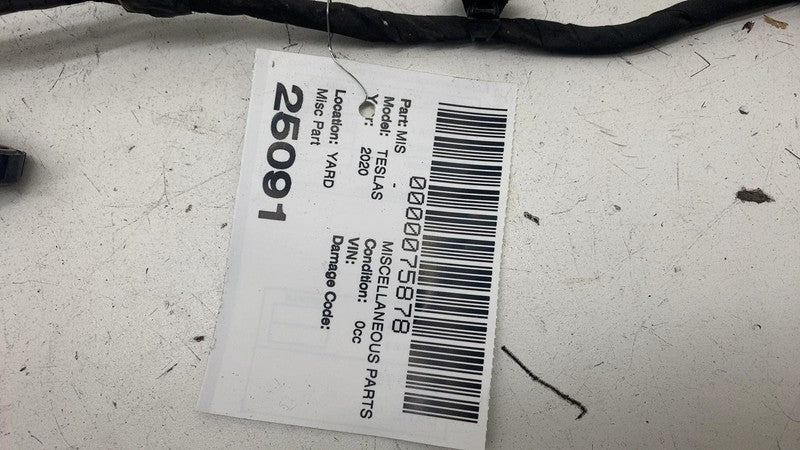 0000075878
Part: MIS - MISCELLANEOUS PARTS
Model: TESLAS Condition: 0cc
Year: 2020 VIN:
Location: YARD Damage Code:
Misc Part
25091